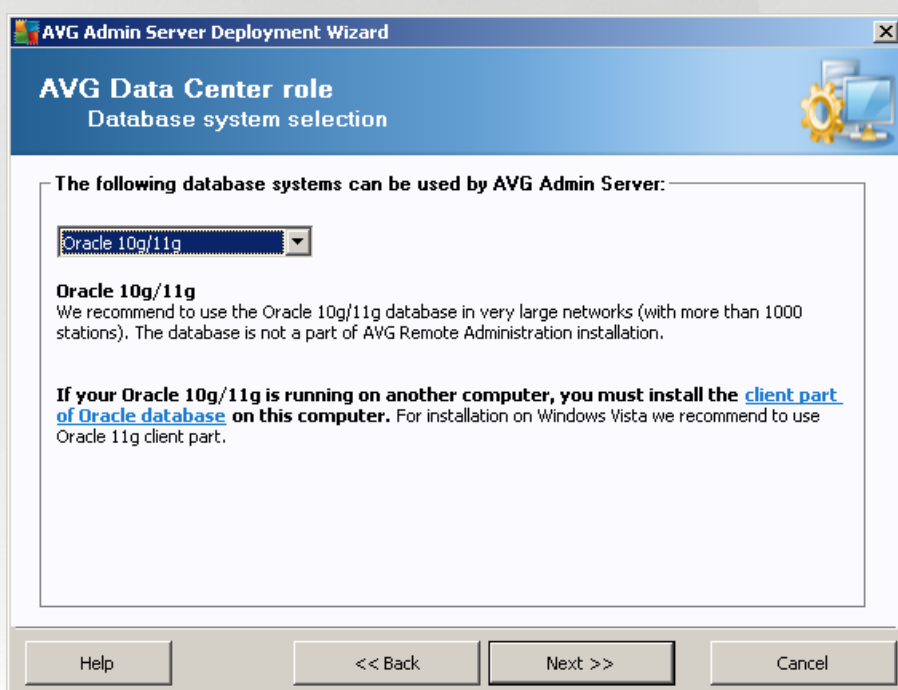 AVG Admin Server Deployment Wizard
AVG Data Center role
Database system selection
The following database systems can be used by AVG Admin Server:
Oracle 10g/11g
Oracle 10g/11g
We recommend to use the Oracle 10g/11g database in very large networks (with more than 1000
stations). The database is not a part of AVG Remote Administration installation.
If your Oracle 10g/11g is running on another computer, you must install the client part
of Oracle database on this computer. For installation on Windows Vista we recommend to use
Oracle 11g client part.
Help
<< Back
Next >>
Cancel